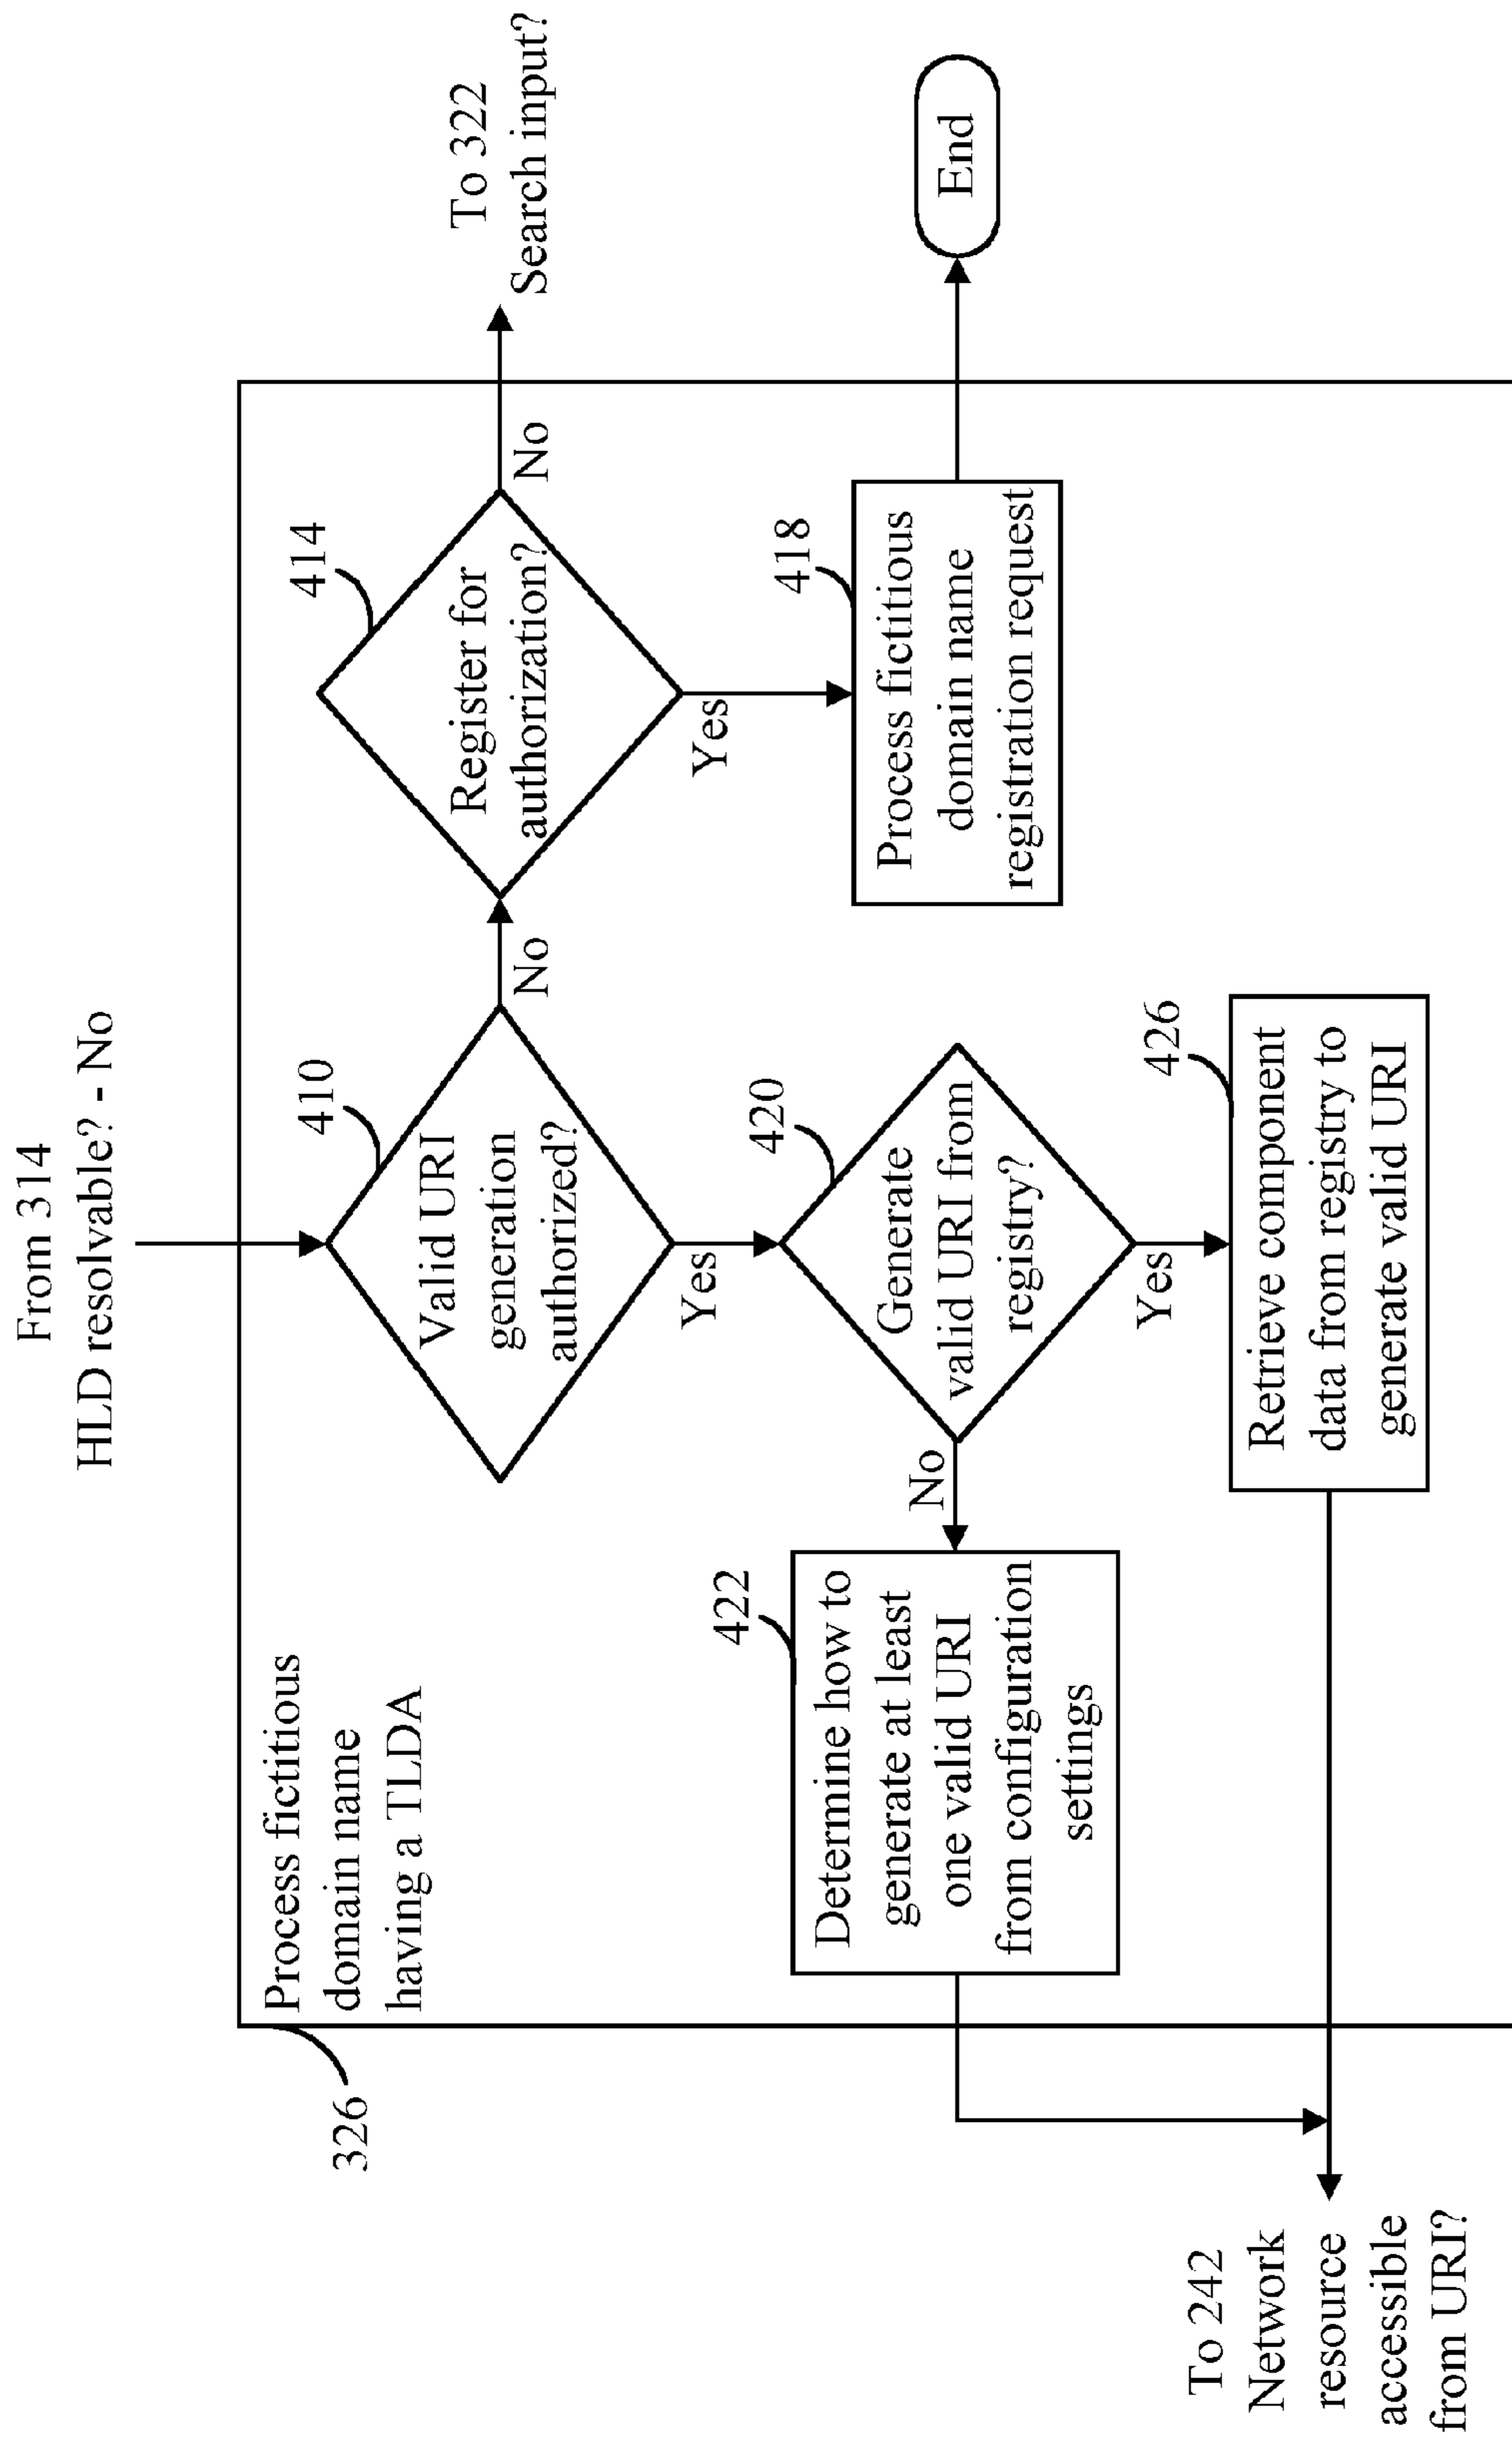 From 314
HLD resolvable? - No
326
Process fictitious
domain name
having a TLDA
410
Valid URI
generation
authorized?
No
Yes
414
Register for
authorization?
No
To 322
Search input?
Yes
418
Process fictitious
domain name
registration request
End
420
Generate
valid URI from
registry?
No
Yes
422
Determine how to
generate at least
one valid URI
from configuration
settings
426
Retrieve component
data from registry to
generate valid URI
To 242
Network
resource
accessible
from URI?